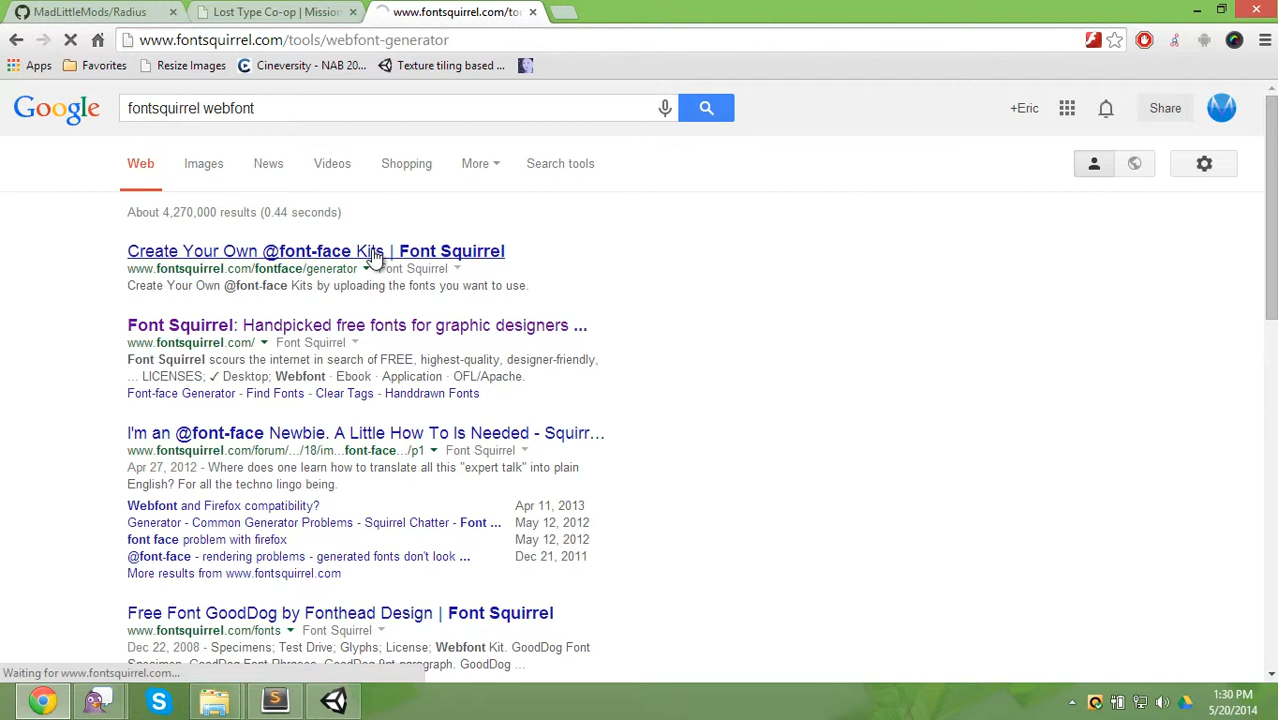 MadLittleMods/Radius
Lost Type Co-op | Mission
www.fontsquirrel.com/to
www.fontsquirrel.com/tools/webfont-generator
Apps
Favorites
Resize Images
Cineversity - NAB 20...
Texture tiling based ...
Google
fontsquirrel webfont
+Eric
Share
Web
Images
News
Videos
Shopping
More
Search tools
About 4,270,000 results (0.44 seconds)
Create Your Own @font-face Kits | Font Squirrel
www.fontsquirrel.com/fontface/generator Font Squirrel
Create Your Own @font-face Kits by uploading the fonts you want to use.
Font Squirrel: Handpicked free fonts for graphic designers ...
www.fontsquirrel.com/ Font Squirrel
Font Squirrel scours the internet in search of FREE, highest-quality, designer-friendly,
... LICENSES; ✓ Desktop; Webfont · Ebook · Application · OFL/Apache.
Font-face Generator - Find Fonts - Clear Tags - Handdrawn Fonts
I'm an @font-face Newbie. A Little How To Is Needed - Squirr...
www.fontsquirrel.com/forum/.../18/im...font-face.../p1 Font Squirrel
Apr 27, 2012 - Where does one learn how to translate all this "expert talk" into plain
English? For all the techno lingo being.
Webfont and Firefox compatibility? Apr 11, 2013
Generator - Common Generator Problems - Squirrel Chatter - Font ... May 12, 2012
font face problem with firefox May 12, 2012
@font-face - rendering problems - generated fonts don't look ... Dec 21, 2011
More results from www.fontsquirrel.com
Free Font GoodDog by Fonthead Design | Font Squirrel
www.fontsquirrel.com/fonts Font Squirrel
Dec 22, 2008 - Specimens; Test Drive; Glyphs; License; Webfont Kit. GoodDog Font
Specimen. GoodDog Font Phrases. GoodDog 9pt paragraph. GoodDog ...
Waiting for www.fontsquirrel.com...
1:30 PM
5/20/2014